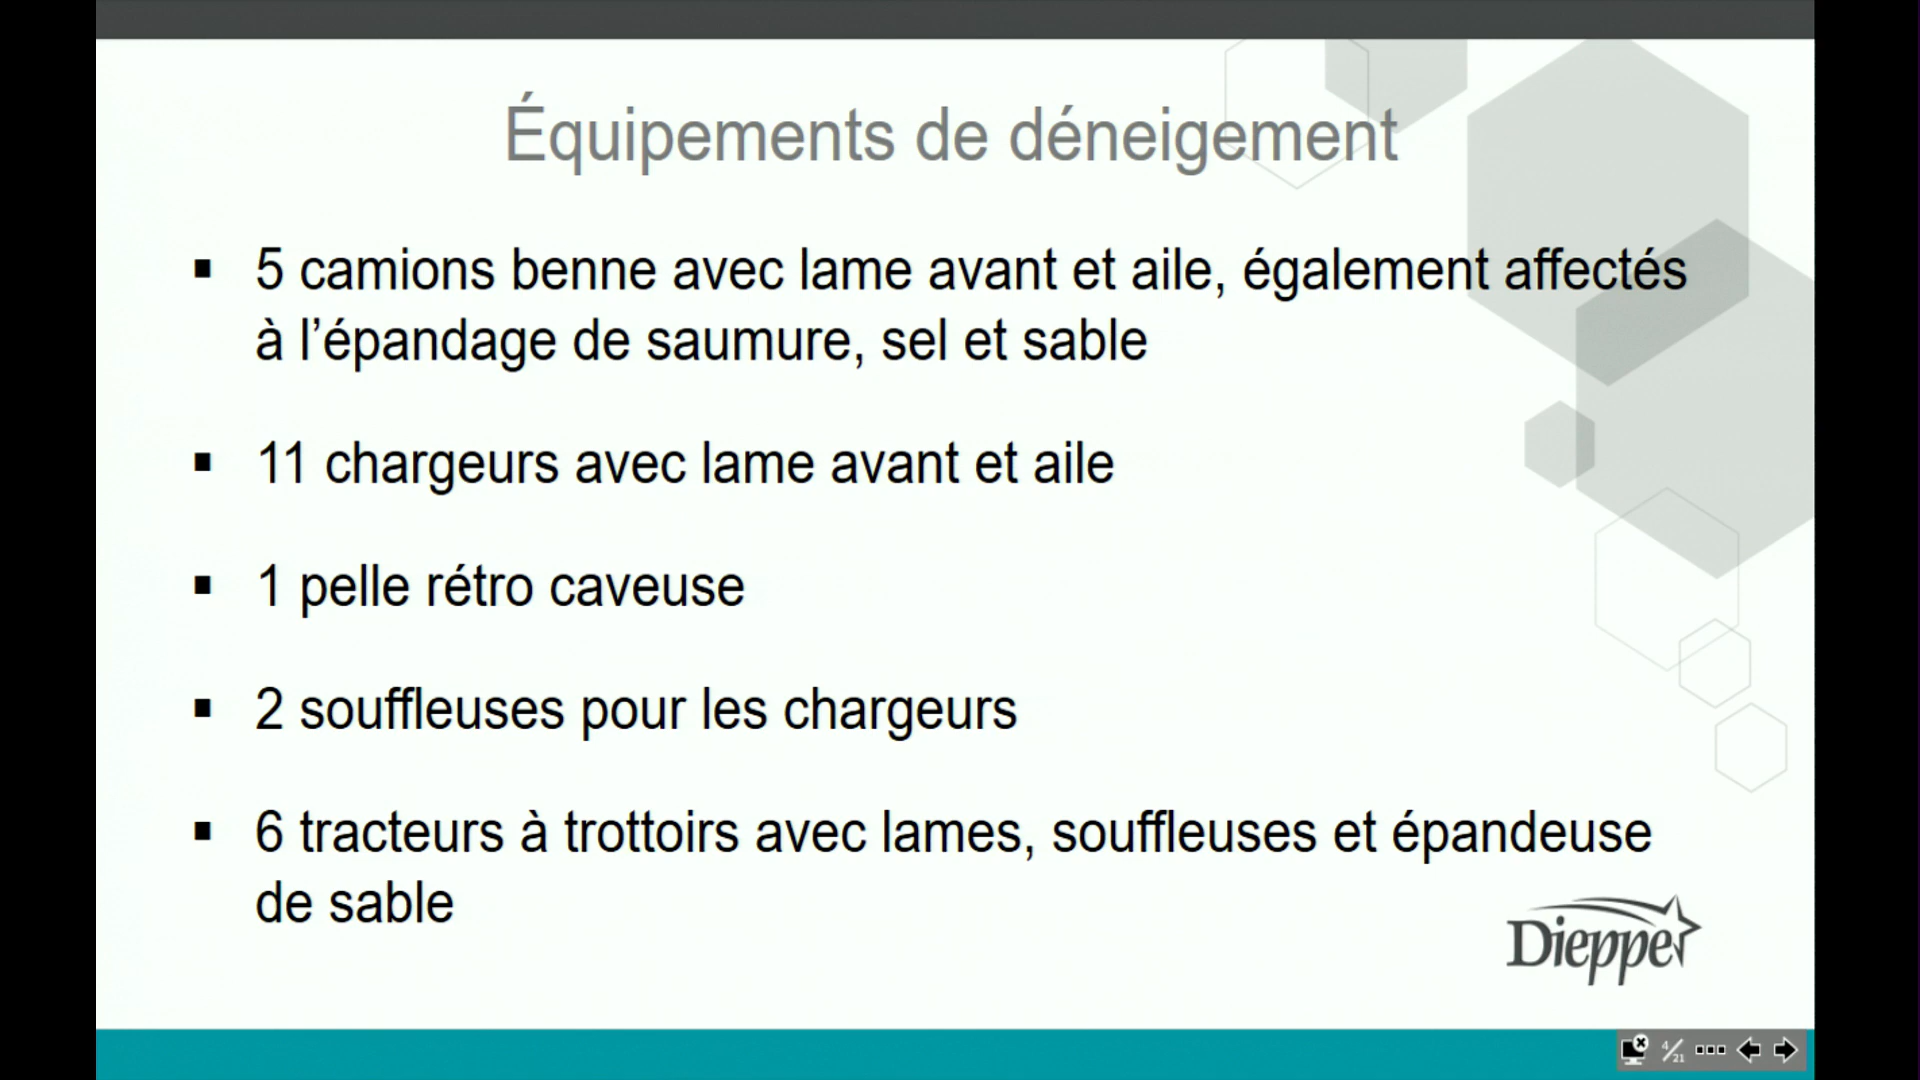 Équipements de déneigement
▪ 5 camions benne avec lame avant et aile, également affectés
à l’épandage de saumure, sel et sable
▪ 11 chargeurs avec lame avant et aile
▪ 1 pelle rétro caveuse
▪ 2 souffleuses pour les chargeurs
▪ 6 tracteurs à trottoirs avec lames, souffleuses et épandeuse
de sable
Dieppe
4/21